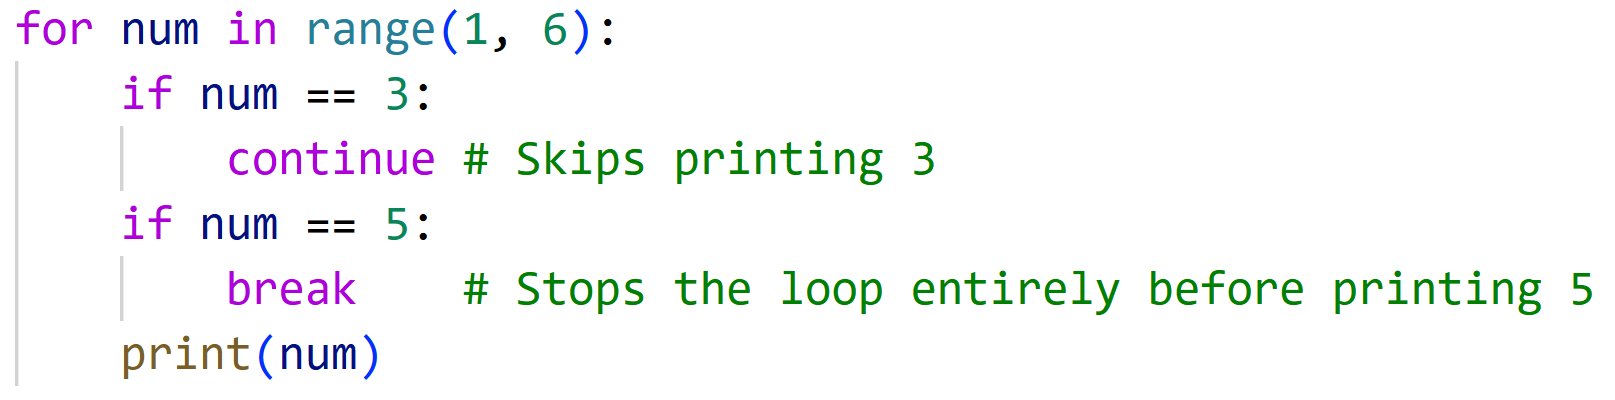 for num in range(1, 6):
    if num == 3:
        continue # Skips printing 3
    if num == 5:
        break    # Stops the loop entirely before printing 5
    print(num)